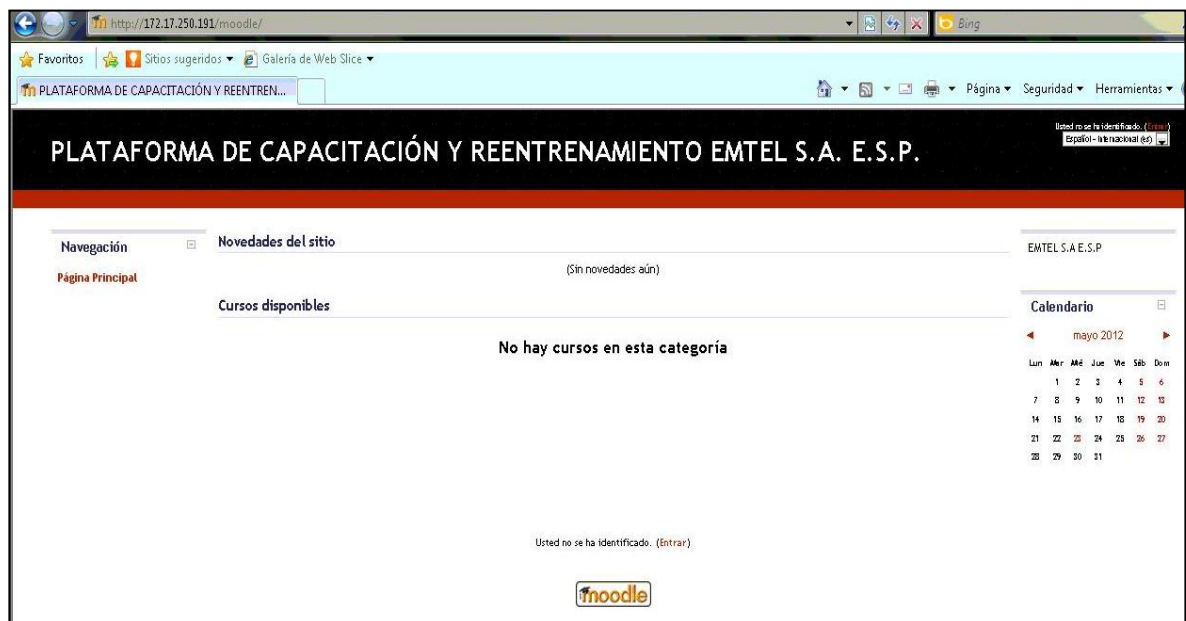 http://172.17.250.191/moodle/
Bing
Favoritos
Sitios sugeridos
Galería de Web Slice
PLATAFORMA DE CAPACITACIÓN Y REENTREN...
Página
Seguridad
Herramientas
Usted no se ha identificado. (Entrar)
Español - Internacional (es)
PLATAFORMA DE CAPACITACIÓN Y REENTRENAMIENTO EMTEL S.A. E.S.P.
Navegación
Página Principal
Novedades del sitio
(Sin novedades aún)
Cursos disponibles
No hay cursos en esta categoría
EMTEL S.A E.S.P
Calendario
mayo 2012
Lun Mar Mié Jue Vie Sáb Dom
1 2 3 4 5 6
7 8 9 10 11 12 13
14 15 16 17 18 19 20
21 22 23 24 25 26 27
28 29 30 31
Usted no se ha identificado. (Entrar)
moodle